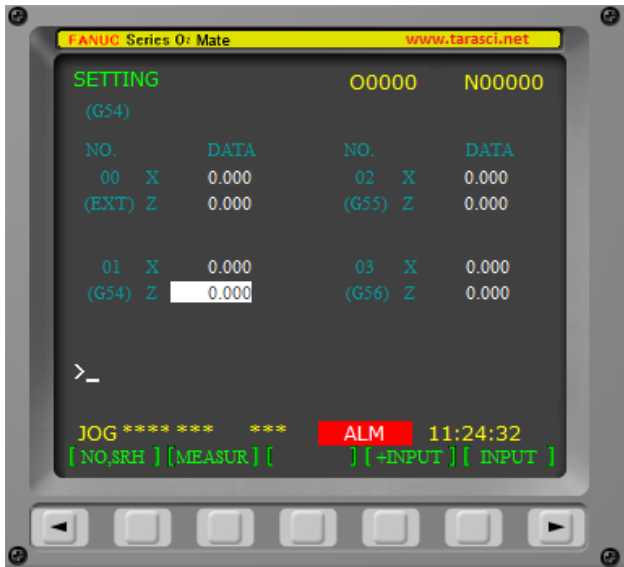 FANUC Series 0i Mate www.tarasci.net
SETTING O0000 N00000
(G54)
NO. DATA NO. DATA
00 X 0.000 02 X 0.000
(EXT) Z 0.000 (G55) Z 0.000
01 X 0.000 03 X 0.000
(G54) Z 0.000 (G56) Z 0.000
>_
JOG **** *** *** ALM 11:24:32
[ NO,SRH ] [ MEASUR ] [ ] [ +INPUT ] [ INPUT ]